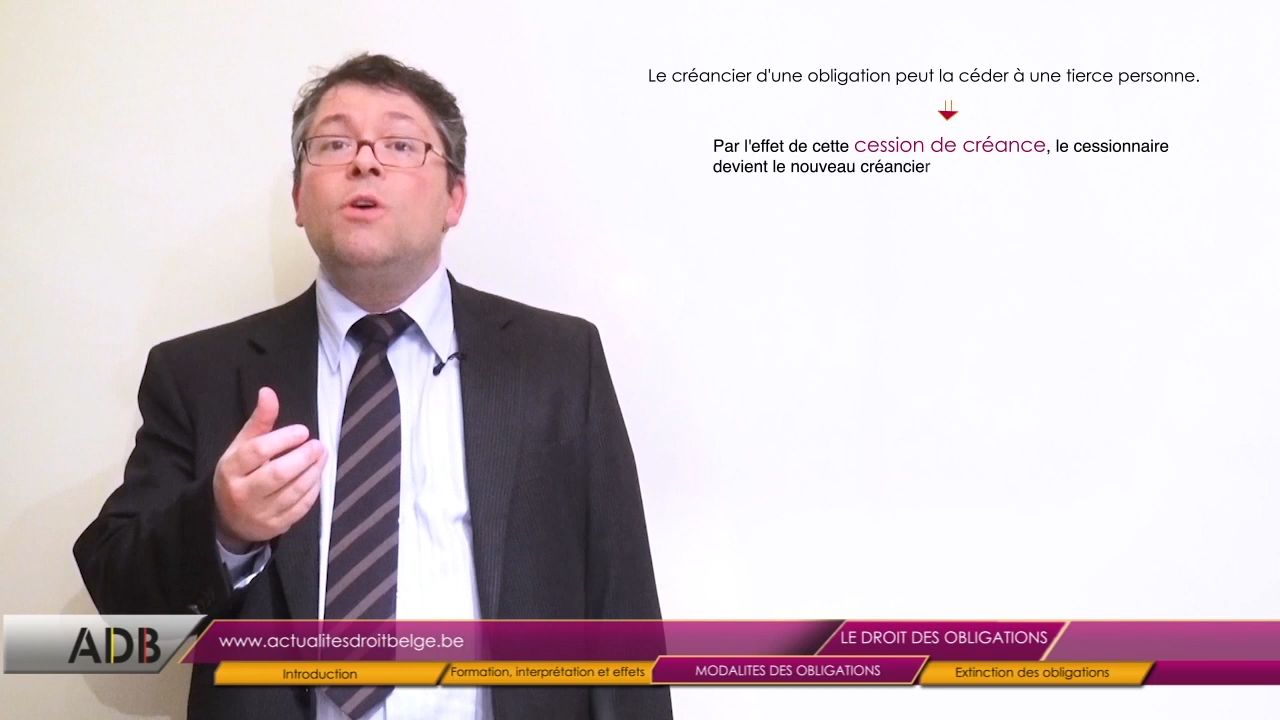 Le créancier d'une obligation peut la céder à une tierce personne.
Par l'effet de cette cession de créance, le cessionnaire
devient le nouveau créancier
ADB
www.actualitesdroitbelge.be
LE DROIT DES OBLIGATIONS
Introduction
Formation, interprétation et effets
MODALITES DES OBLIGATIONS
Extinction des obligations